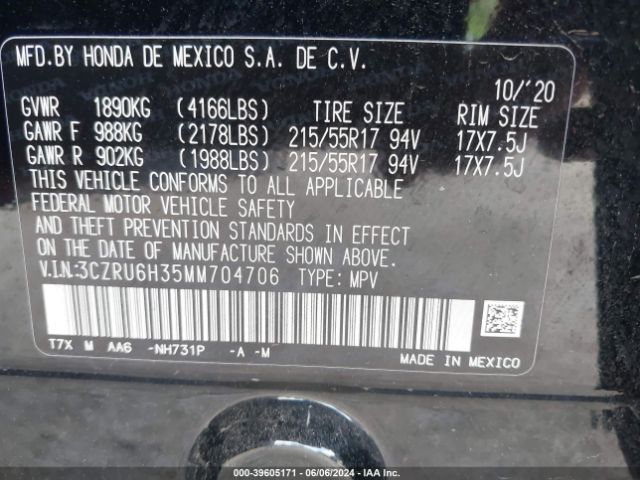 MFD.BY HONDA DE MEXICO S.A. DE C.V.
10/'20
GVWR 1890KG (4166LBS) TIRE SIZE RIM SIZE
GAWR F 988KG (2178LBS) 215/55R17 94V 17X7.5J
GAWR R 902KG (1988LBS) 215/55R17 94V 17X7.5J
THIS VEHICLE CONFORMS TO ALL APPLICABLE
FEDERAL MOTOR VEHICLE SAFETY
AND THEFT PREVENTION STANDARDS IN EFFECT
ON THE DATE OF MANUFACTURE SHOWN ABOVE.
V.I.N:3CZRU6H35MM704706 TYPE: MPV
T7X M AA6 -NH731P -A -M
MADE IN MEXICO
000-39605171 - 06/06/2024 - IAA Inc.